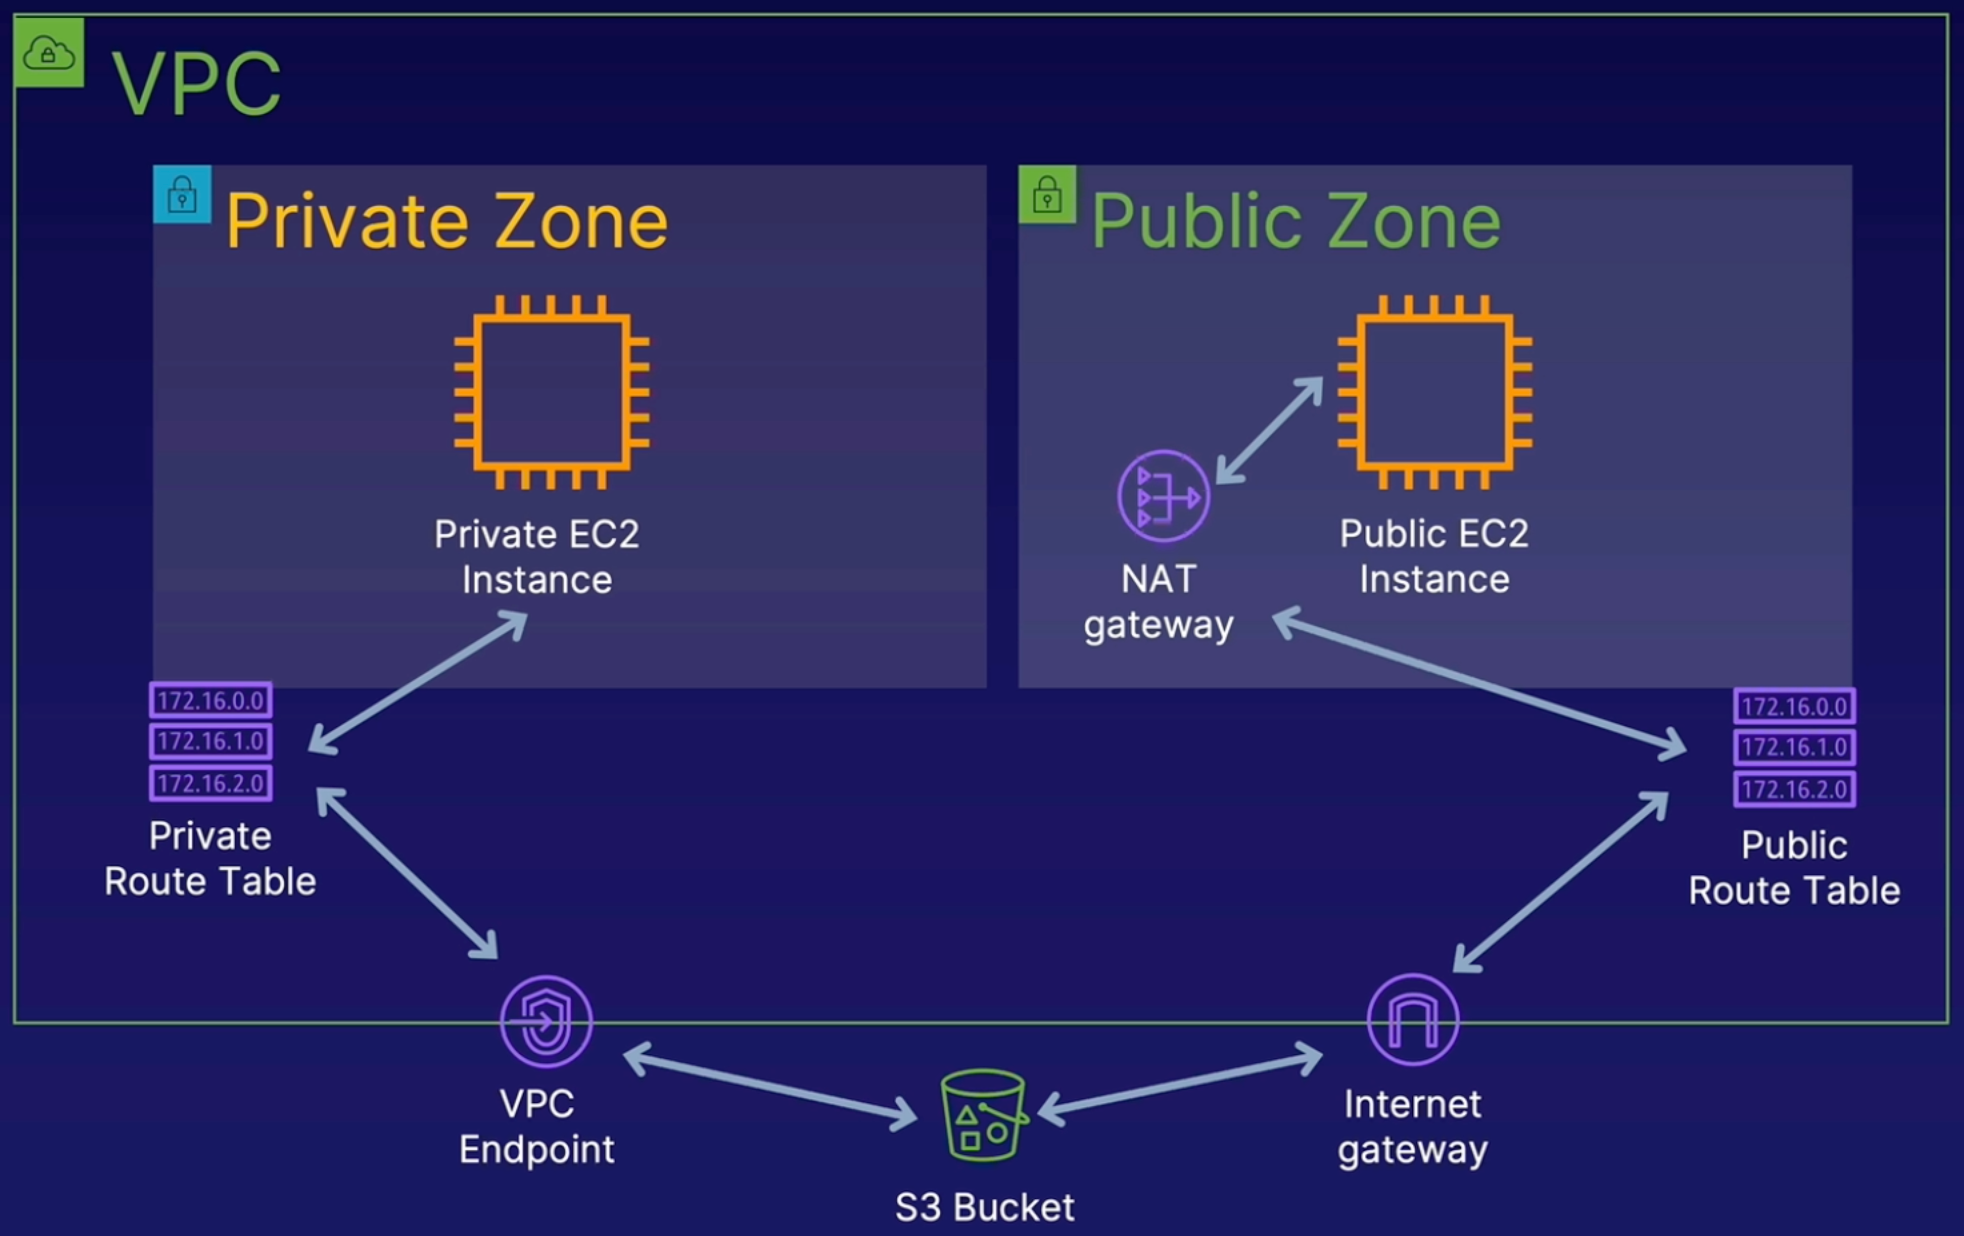 VPC
Private Zone
Public Zone
Private EC2
Instance
NAT
gateway
Public EC2
Instance
172.16.0.0
172.16.1.0
172.16.2.0
Private
Route Table
172.16.0.0
172.16.1.0
172.16.2.0
Public
Route Table
VPC
Endpoint
S3 Bucket
Internet
gateway